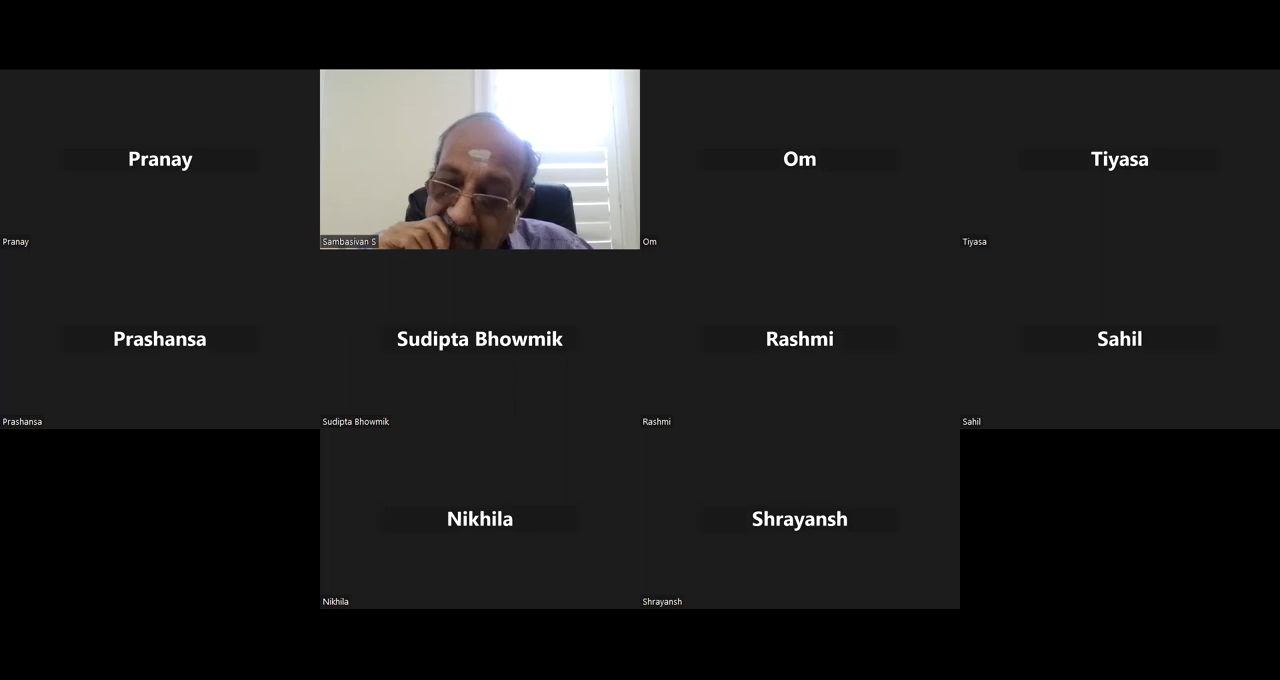 Pranay
Pranay
Sambasivan S
Om
Om
Tiyasa
Tiyasa
Prashansa
Prashansa
Sudipta Bhowmik
Sudipta Bhowmik
Rashmi
Rashmi
Sahil
Sahil
Nikhila
Nikhila
Shrayansh
Shrayansh